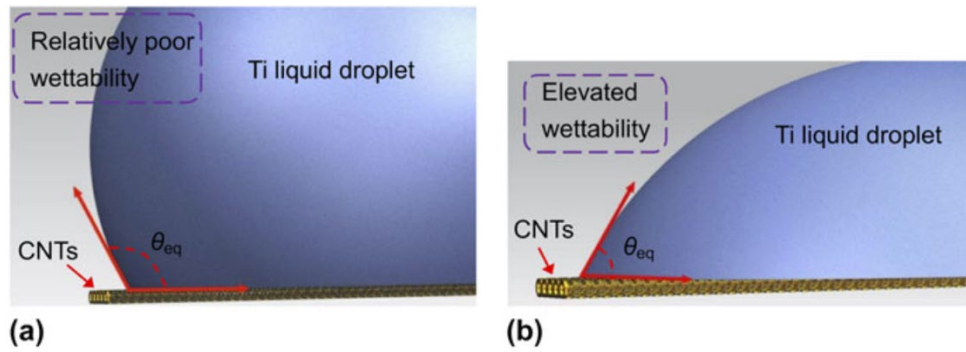 Relatively poor
wettability
Ti liquid droplet
CNTs
θeq
(a)
Elevated
wettability
Ti liquid droplet
CNTs
θeq
(b)